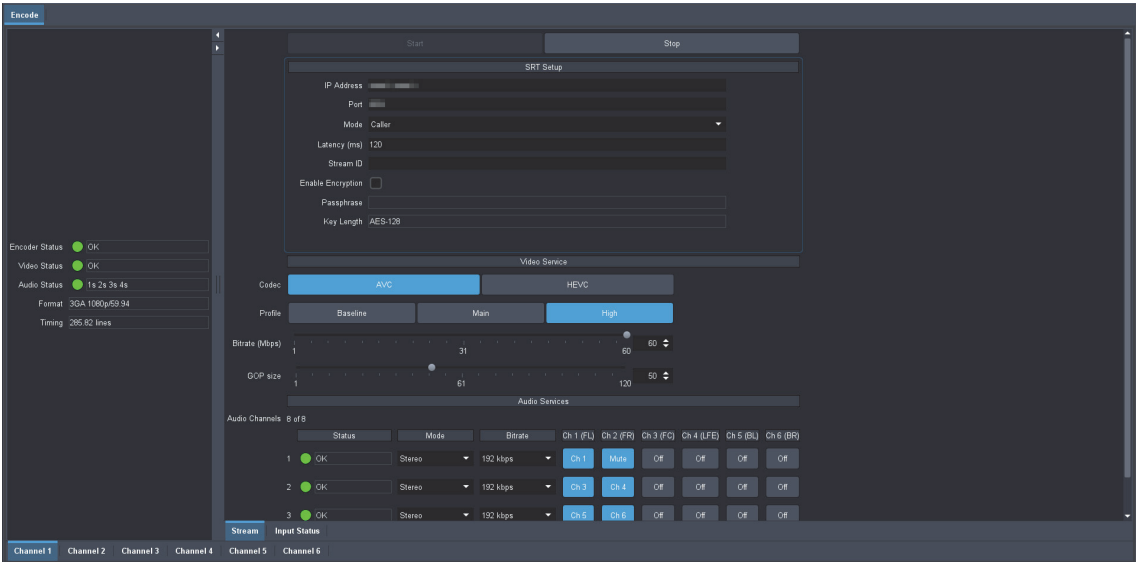 Encode
Start Stop
SRT Setup
IP Address
Port
Mode Caller
Latency (ms) 120
Stream ID
Enable Encryption
Passphrase
Key Length AES-128
Encoder Status OK
Video Status OK
Audio Status 1s 2s 3s 4s
Format 3GA 1080p/59.94
Timing 285.82 lines
Video Service
Codec AVC HEVC
Profile Baseline Main High
Bitrate (Mbps) 1 31 60 60
GOP size 1 61 120 50
Audio Services
Audio Channels 8 of 8
Status Mode Bitrate Ch 1 (FL) Ch 2 (FR) Ch 3 (FC) Ch 4 (LFE) Ch 5 (BL) Ch 6 (BR)
1 OK Stereo 192 kbps Ch 1 Mute Off Off Off Off
2 OK Stereo 192 kbps Ch 3 Ch 4 Off Off Off Off
3 OK Stereo 192 kbps Ch 5 Ch 6 Off Off Off Off
Stream Input Status
Channel 1 Channel 2 Channel 3 Channel 4 Channel 5 Channel 6